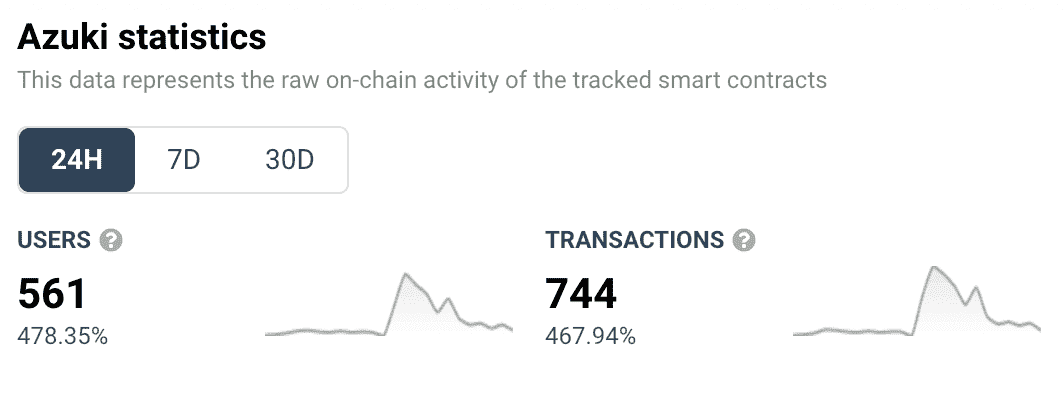 Azuki statistics
This data represents the raw on-chain activity of the tracked smart contracts
24H 7D 30D
USERS ?
TRANSACTIONS ?
561
744
478.35%
467.94%